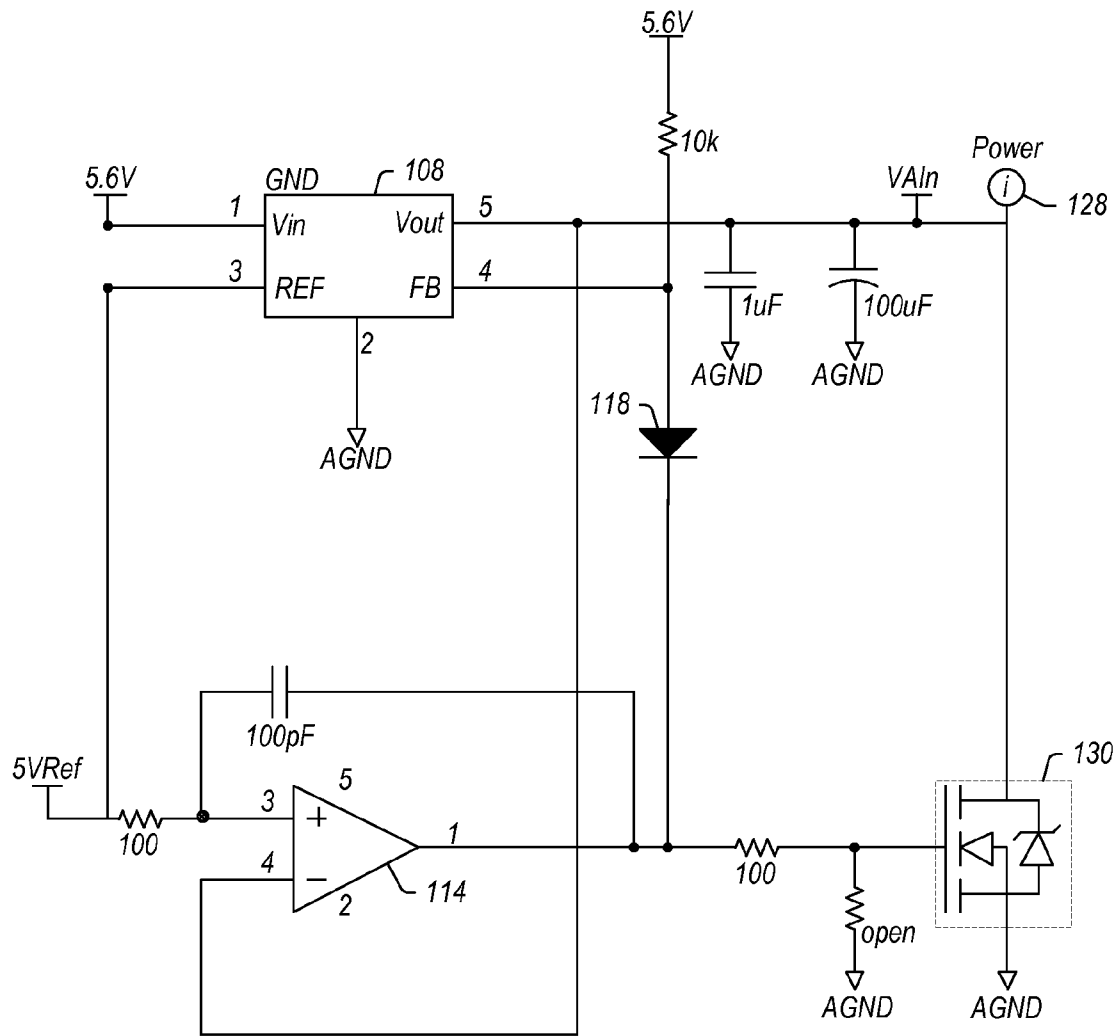 5.6V
10k
Power
i
128
VAIn
5.6V
GND
108
1
Vin
Vout
5
3
REF
FB
4
2
AGND
1uF
AGND
100uF
AGND
118
100pF
5VRef
100
5
3
+
1
4
−
2
114
100
open
AGND
130
AGND